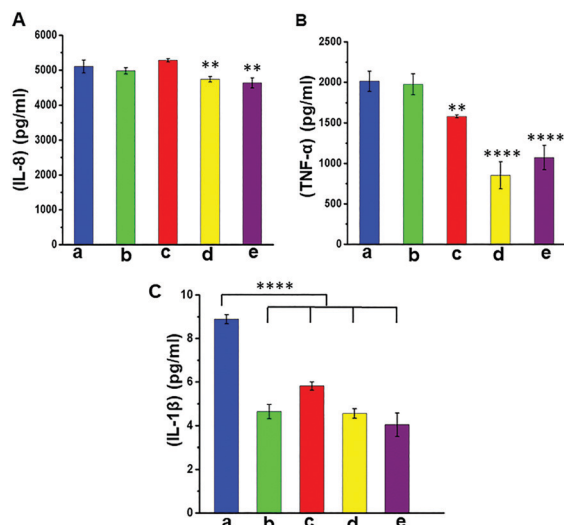 A
(IL-8) (pg/ml)
6000
5000
4000
3000
2000
1000
0
** **
a b c d e
B
(TNF-α) (pg/ml)
2500
2000
1500
1000
500
0
** **** ****
a b c d e
C
(IL-1β) (pg/ml)
10
8
6
4
2
0
****
a b c d e